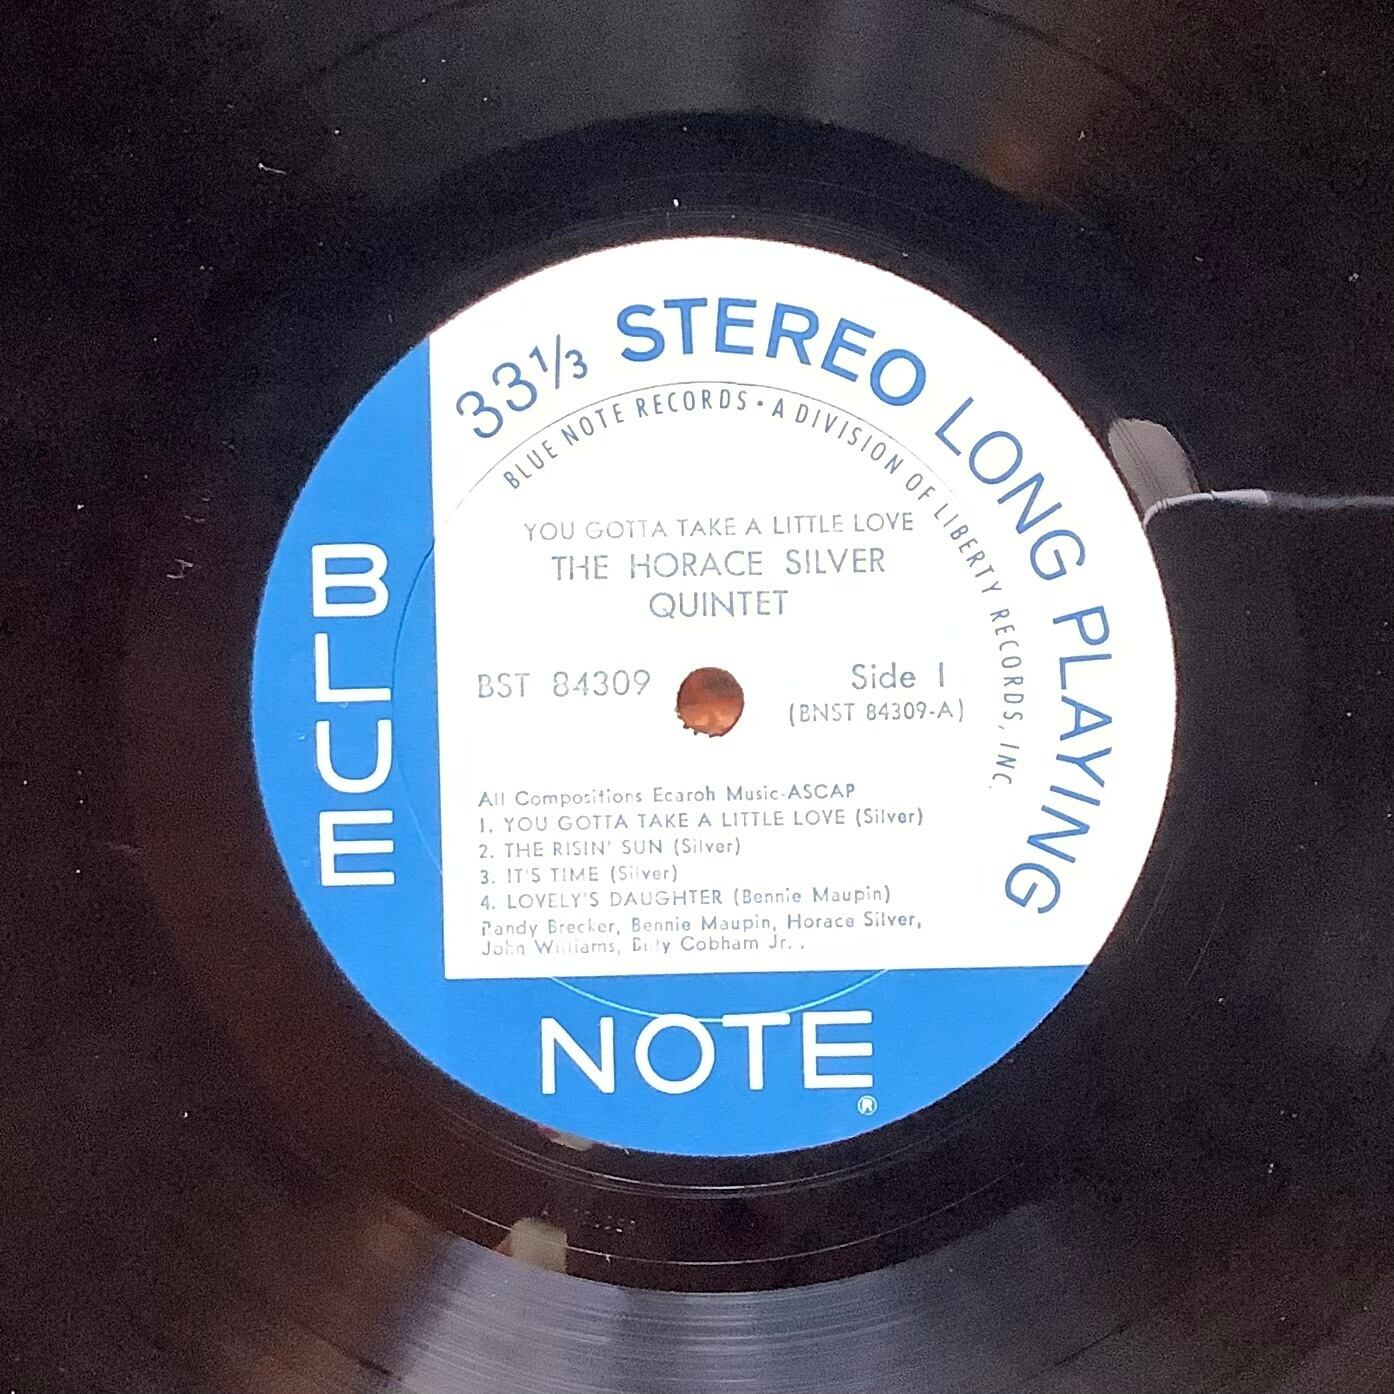 33⅓ STEREO LONG PLAYING
BLUE NOTE RECORDS • A DIVISION OF LIBERTY RECORDS, INC.
YOU GOTTA TAKE A LITTLE LOVE
THE HORACE SILVER
QUINTET
BST 84309
Side 1
(BNST 84309-A)
All Compositions Ecaroh Music-ASCAP
1. YOU GOTTA TAKE A LITTLE LOVE (Silver)
2. THE RISIN' SUN (Silver)
3. IT'S TIME (Silver)
4. LOVELY'S DAUGHTER (Bennie Maupin)
Randy Brecker, Bennie Maupin, Horace Silver,
John Williams, Billy Cobham Jr. .
BLUE
NOTE
®